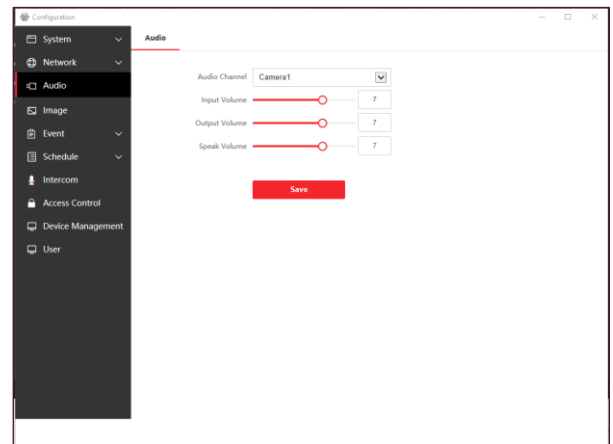 Configuration
System
Network
Audio
Image
Event
Schedule
Intercom
Access Control
Device Management
User
Audio
Audio Channel Camera1
Input Volume 7
Output Volume 7
Speak Volume 7
Save